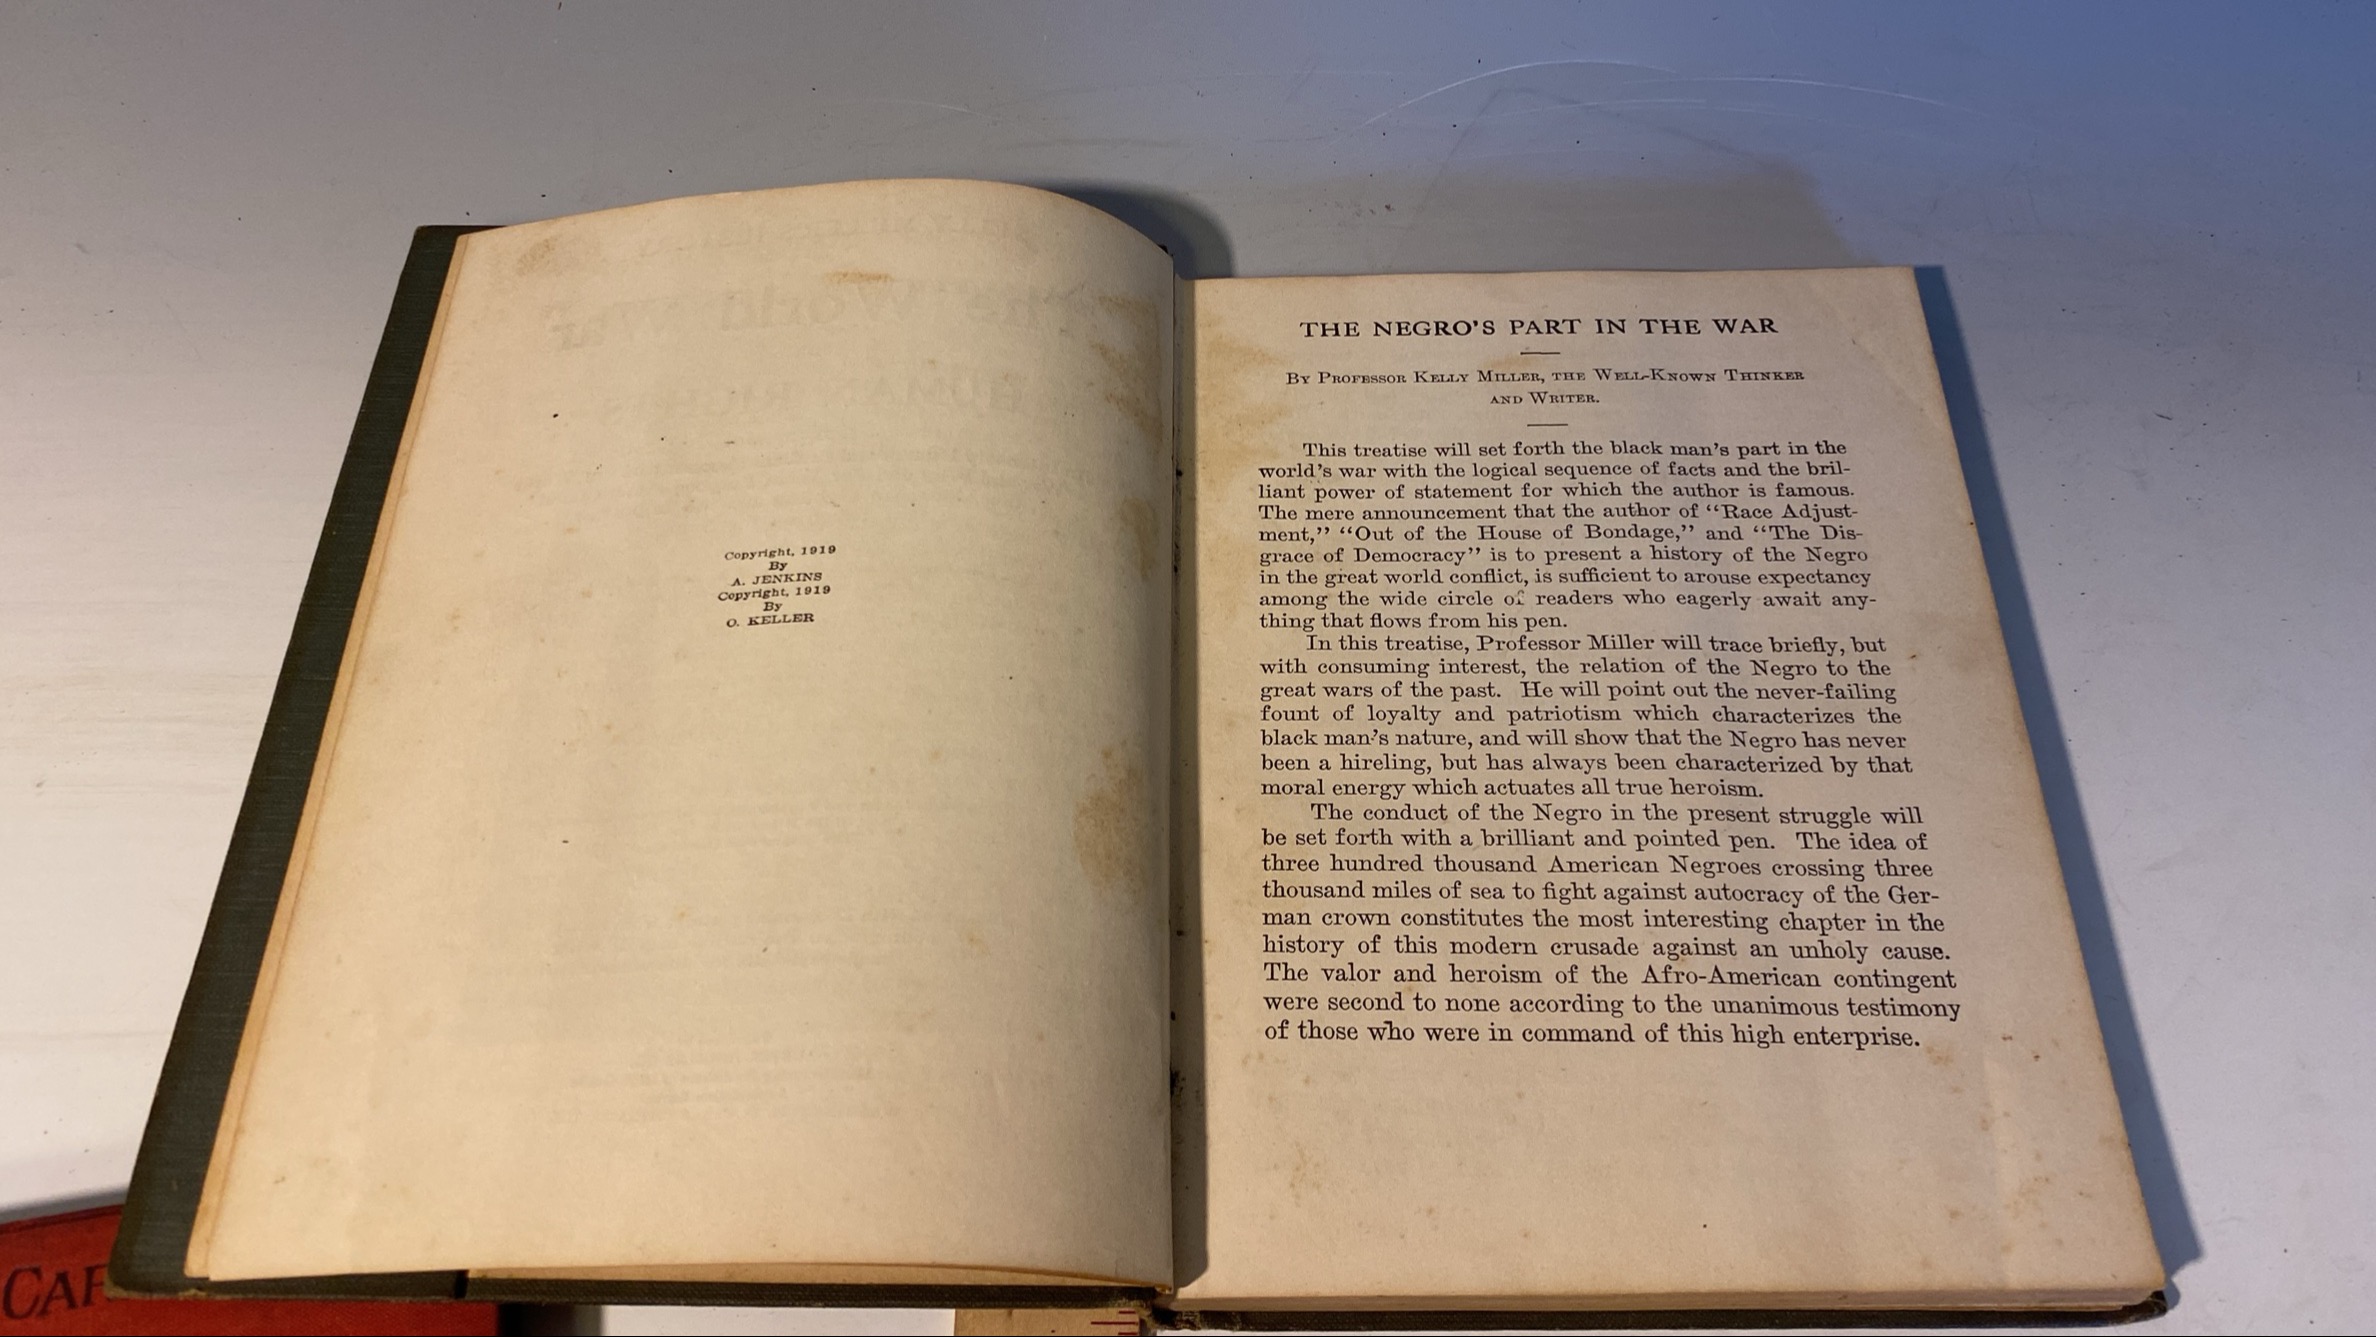 Copyright, 1919
By
A. JENKINS
Copyright, 1919
By
O. KELLER
THE NEGRO'S PART IN THE WAR
By Professor Kelly Miller, the Well-Known Thinker
and Writer.
This treatise will set forth the black man's part in the
world's war with the logical sequence of facts and the bril-
liant power of statement for which the author is famous.
The mere announcement that the author of "Race Adjust-
ment," "Out of the House of Bondage," and "The Dis-
grace of Democracy" is to present a history of the Negro
in the great world conflict, is sufficient to arouse expectancy
among the wide circle of readers who eagerly await any-
thing that flows from his pen.
In this treatise, Professor Miller will trace briefly, but
with consuming interest, the relation of the Negro to the
great wars of the past. He will point out the never-failing
fount of loyalty and patriotism which characterizes the
black man's nature, and will show that the Negro has never
been a hireling, but has always been characterized by that
moral energy which actuates all true heroism.
The conduct of the Negro in the present struggle will
be set forth with a brilliant and pointed pen. The idea of
three hundred thousand American Negroes crossing three
thousand miles of sea to fight against autocracy of the Ger-
man crown constitutes the most interesting chapter in the
history of this modern crusade against an unholy cause.
The valor and heroism of the Afro-American contingent
were second to none according to the unanimous testimony
of those who were in command of this high enterprise.